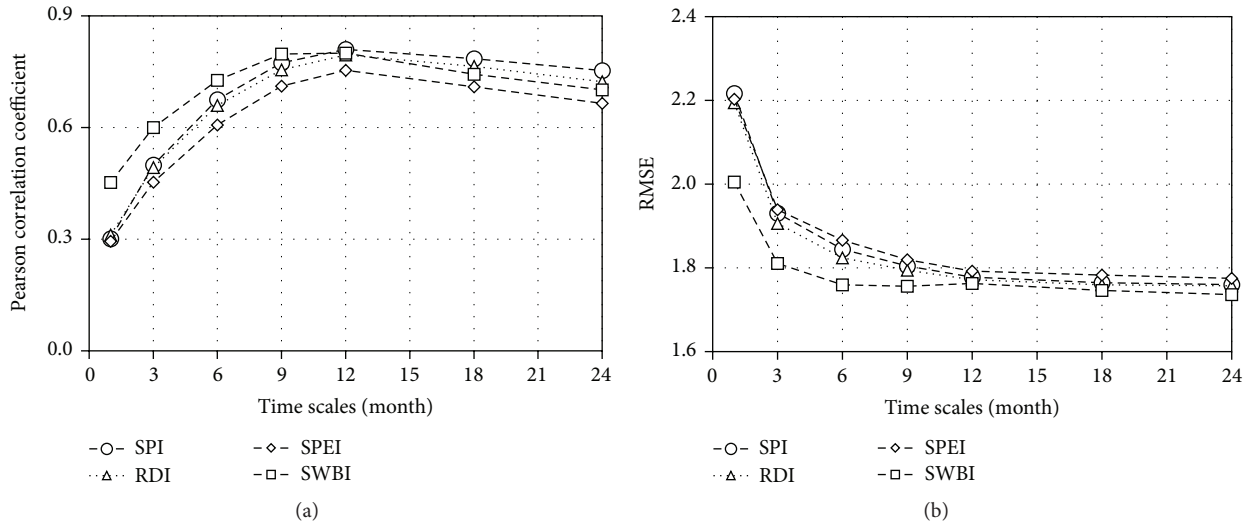 0.9
0.6
0.3
0.0
Pearson correlation coefficient
0 3 6 9 12 15 18 21 24
Time scales (month)
SPI
RDI
SPEI
SWBI
(a)
2.4
2.2
2.0
1.8
1.6
RMSE
0 3 6 9 12 15 18 21 24
Time scales (month)
SPI
RDI
SPEI
SWBI
(b)